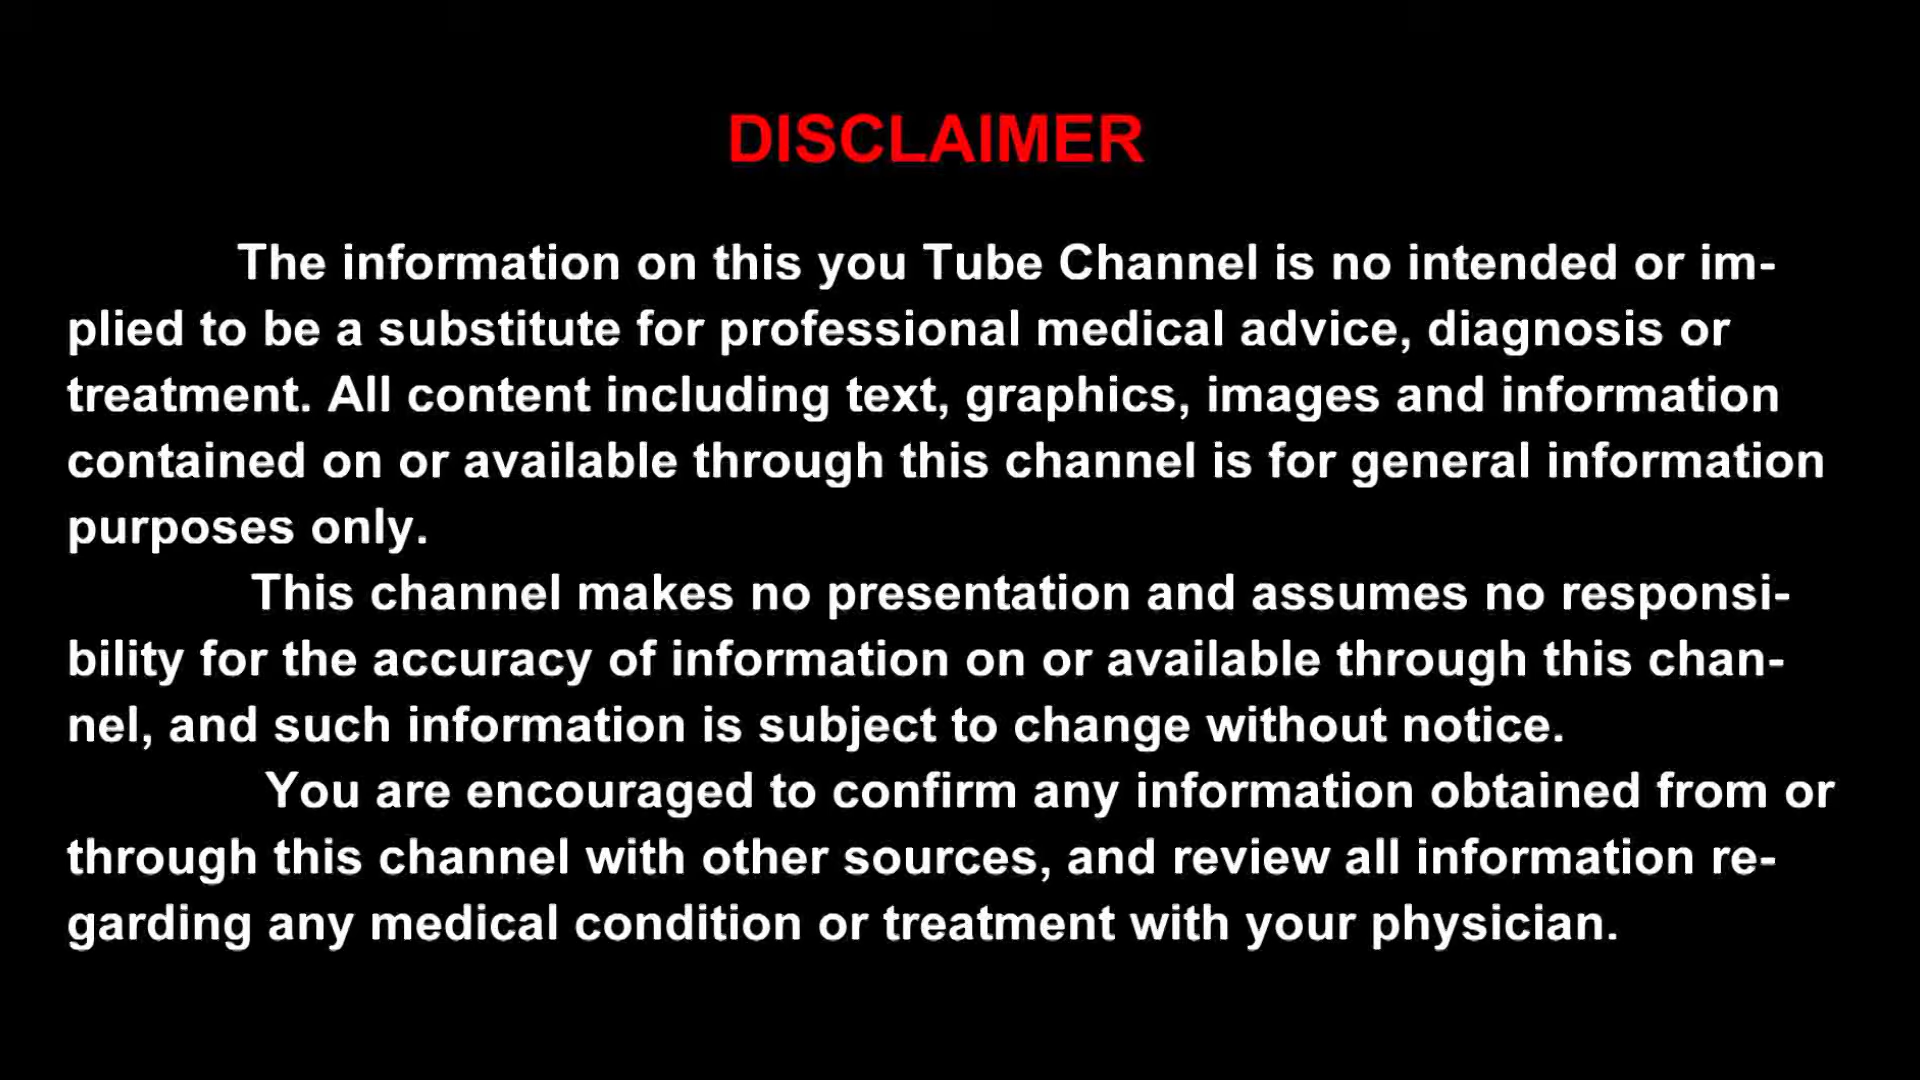 DISCLAIMER
The information on this you Tube Channel is no intended or im-
plied to be a substitute for professional medical advice, diagnosis or
treatment. All content including text, graphics, images and information
contained on or available through this channel is for general information
purposes only.
This channel makes no presentation and assumes no responsi-
bility for the accuracy of information on or available through this chan-
nel, and such information is subject to change without notice.
You are encouraged to confirm any information obtained from or
through this channel with other sources, and review all information re-
garding any medical condition or treatment with your physician.